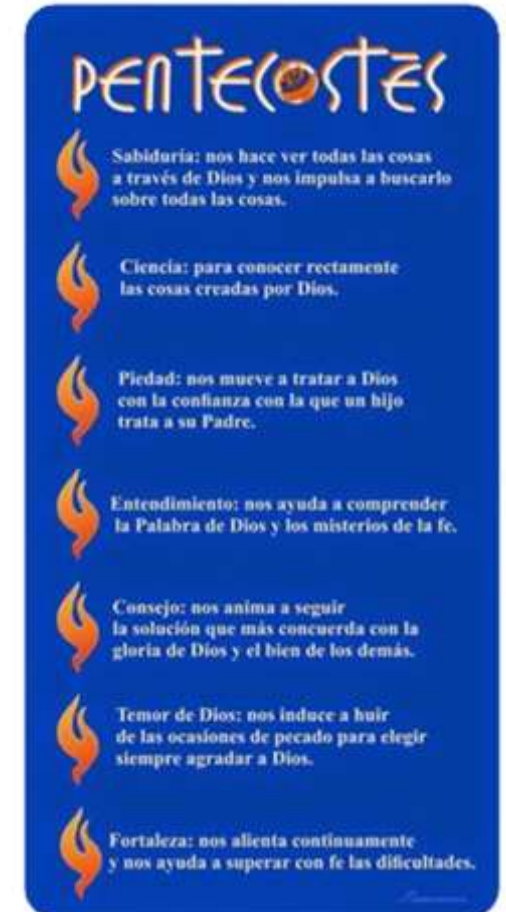 PENTECOSTÉS
Sabiduría: nos hace ver todas las cosas
a través de Dios y nos impulsa a buscarlo
sobre todas las cosas.
Ciencia: para conocer rectamente
las cosas creadas por Dios.
Piedad: nos mueve a tratar a Dios
con la confianza con la que un hijo
trata a su Padre.
Entendimiento: nos ayuda a comprender
la Palabra de Dios y los misterios de la fe.
Consejo: nos anima a seguir
la solución que más concuerda con la
gloria de Dios y el bien de los demás.
Temor de Dios: nos induce a huir
de las ocasiones de pecado para elegir
siempre agradar a Dios.
Fortaleza: nos alienta continuamente
y nos ayuda a superar con fe las dificultades.